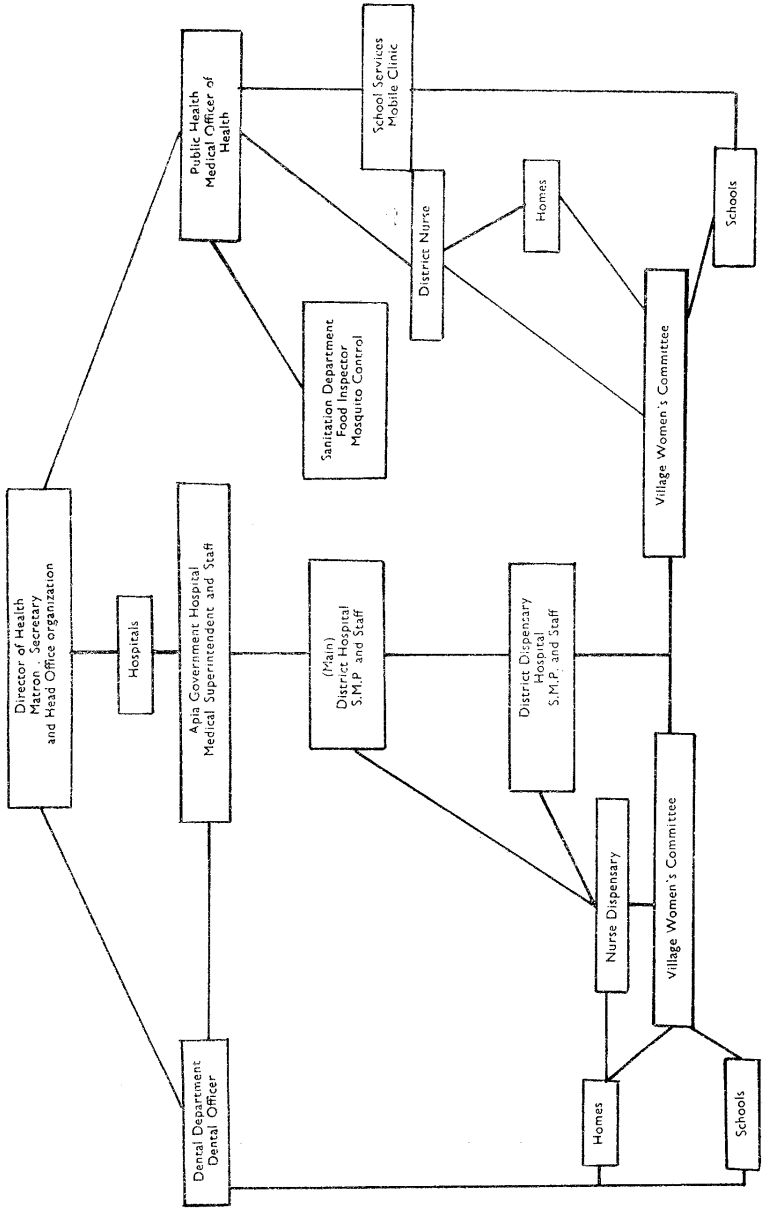 Director of Health
Matron . Secretary
and Head Office organization
Hospitals
Dental Department
Dental Officer
Apia Government Hospital
Medical Superintendent and Staff
Public Health
Medical Officer of
Health
(Main)
District Hospital
S.M.P and Staff
Sanitation Department
Food Inspector
Mosquito Control
School Services
Mobile Clinic
District Nurse
District Dispensary
Hospital
S.M.P. and Staff
Homes
Homes
Nurse Dispensary
Village Women's Committee
Village Women's Committee
Schools
Schools